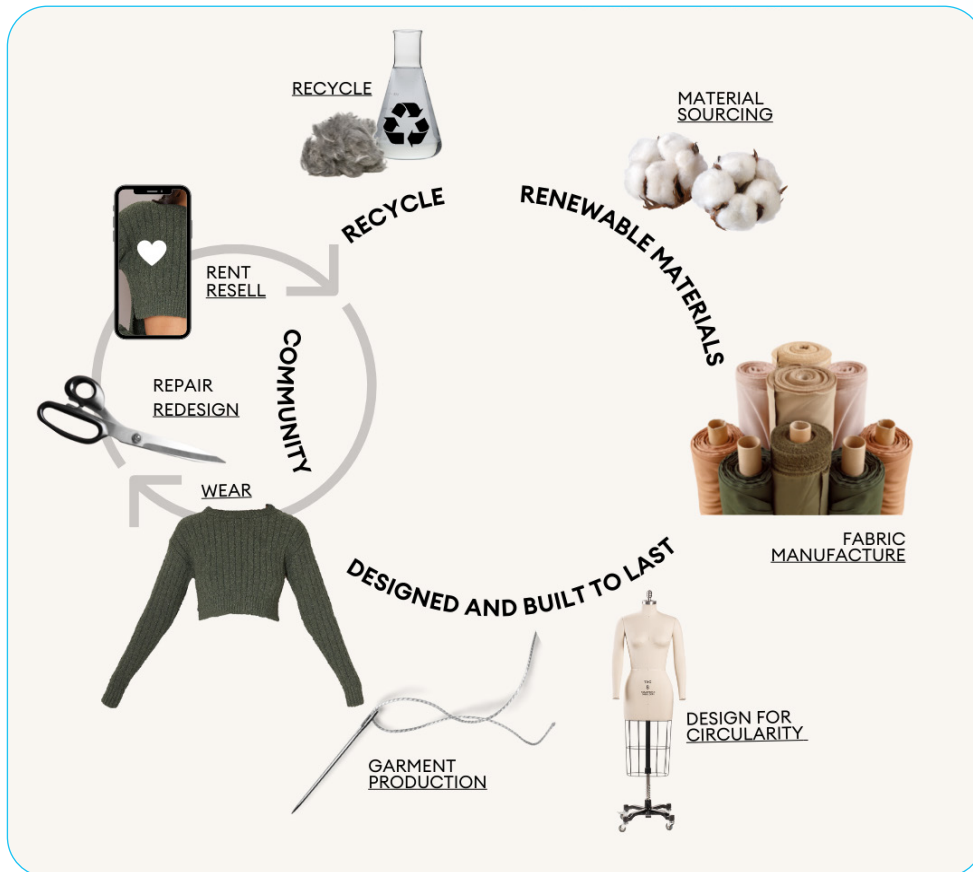 RECYCLE
MATERIAL
SOURCING
RECYCLE
RENEWABLE MATERIALS
RENT
RESELL
COMMUNITY
REPAIR
REDESIGN
WEAR
FABRIC
MANUFACTURE
DESIGNED AND BUILT TO LAST
DESIGN FOR
CIRCULARITY
GARMENT
PRODUCTION